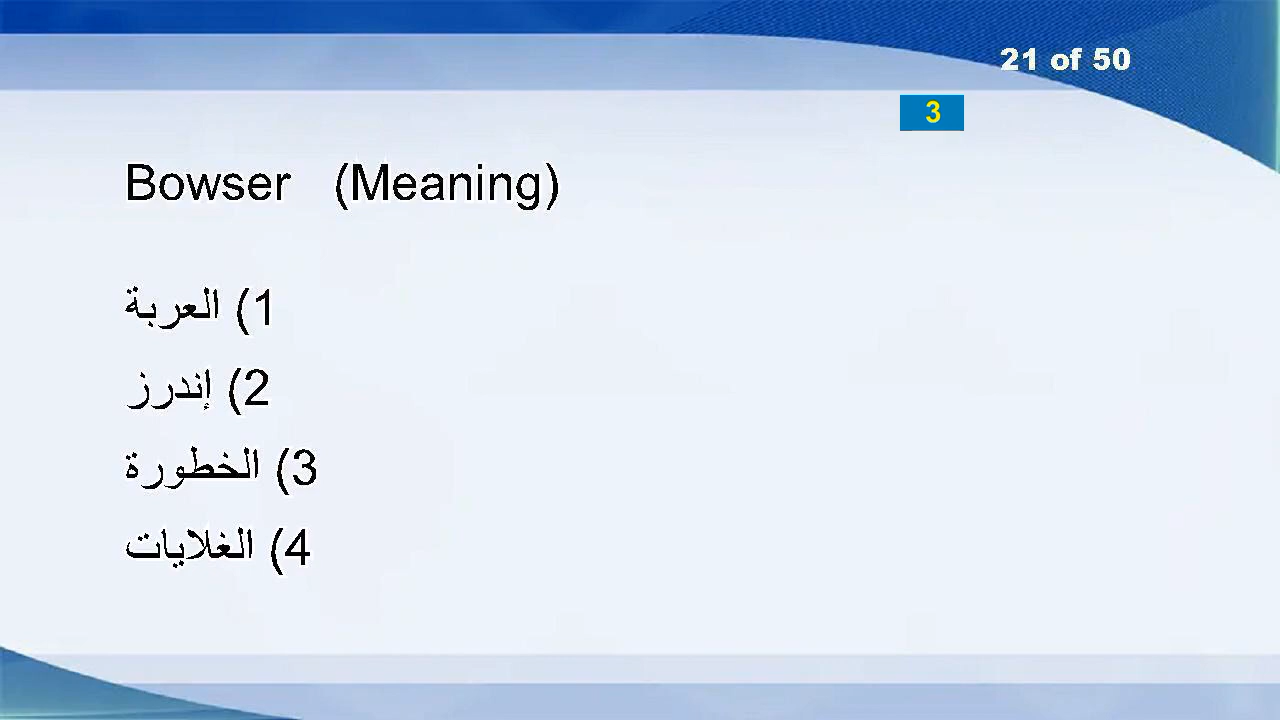 21 of 50
3
Bowser (Meaning)
1) العربة
2) إندرز
3) الخطورة
4) الغلايات